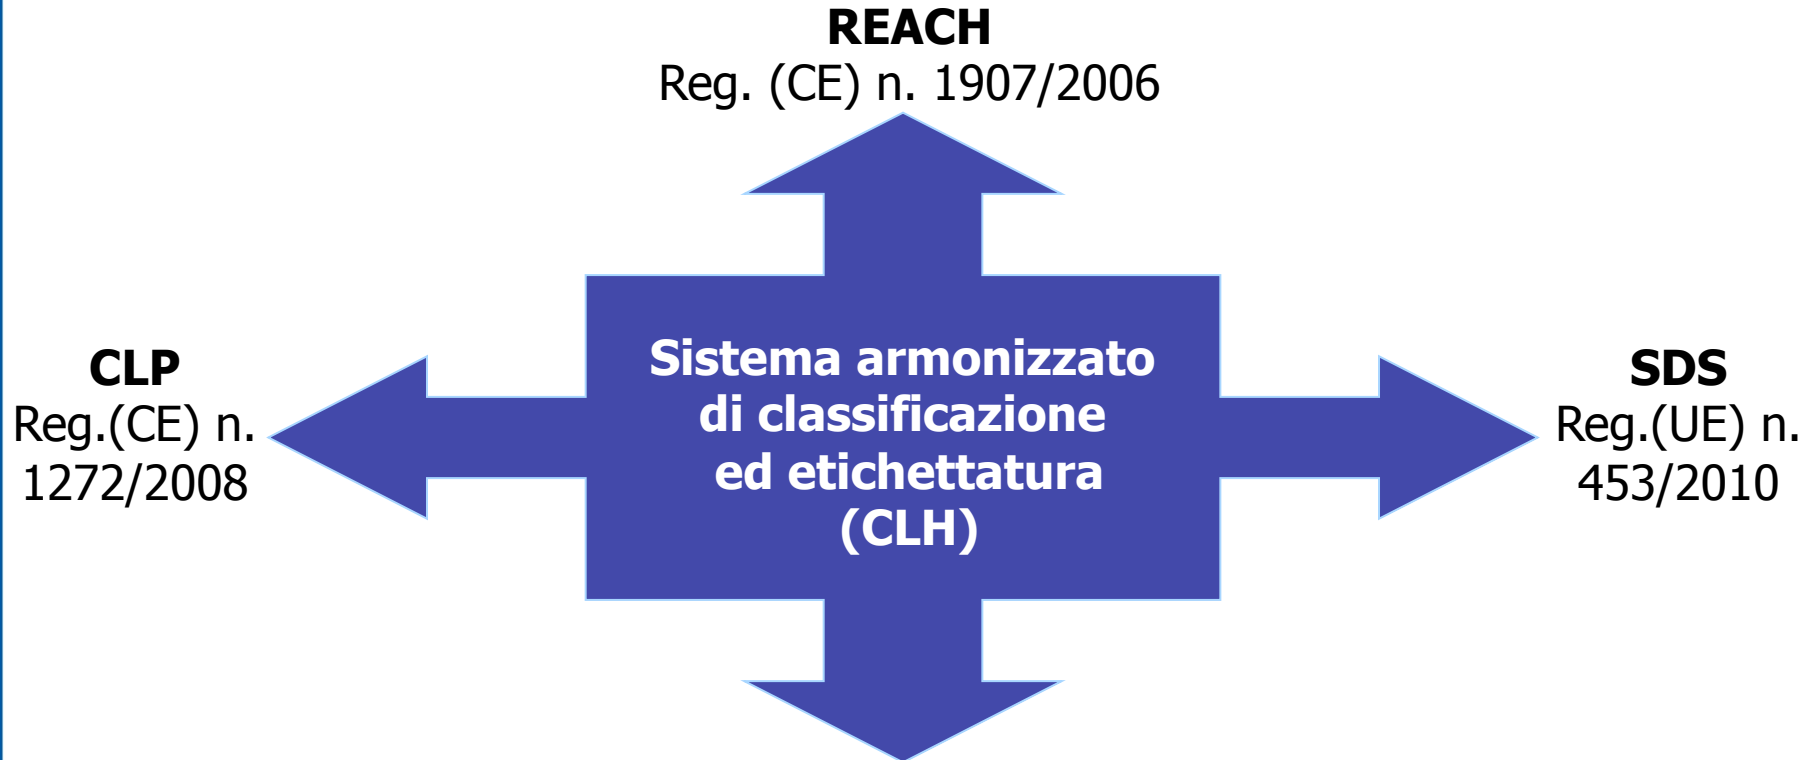 REACH
Reg. (CE) n. 1907/2006
CLP
Reg.(CE) n.
1272/2008
Sistema armonizzato
di classificazione
ed etichettatura
(CLH)
SDS
Reg.(UE) n.
453/2010